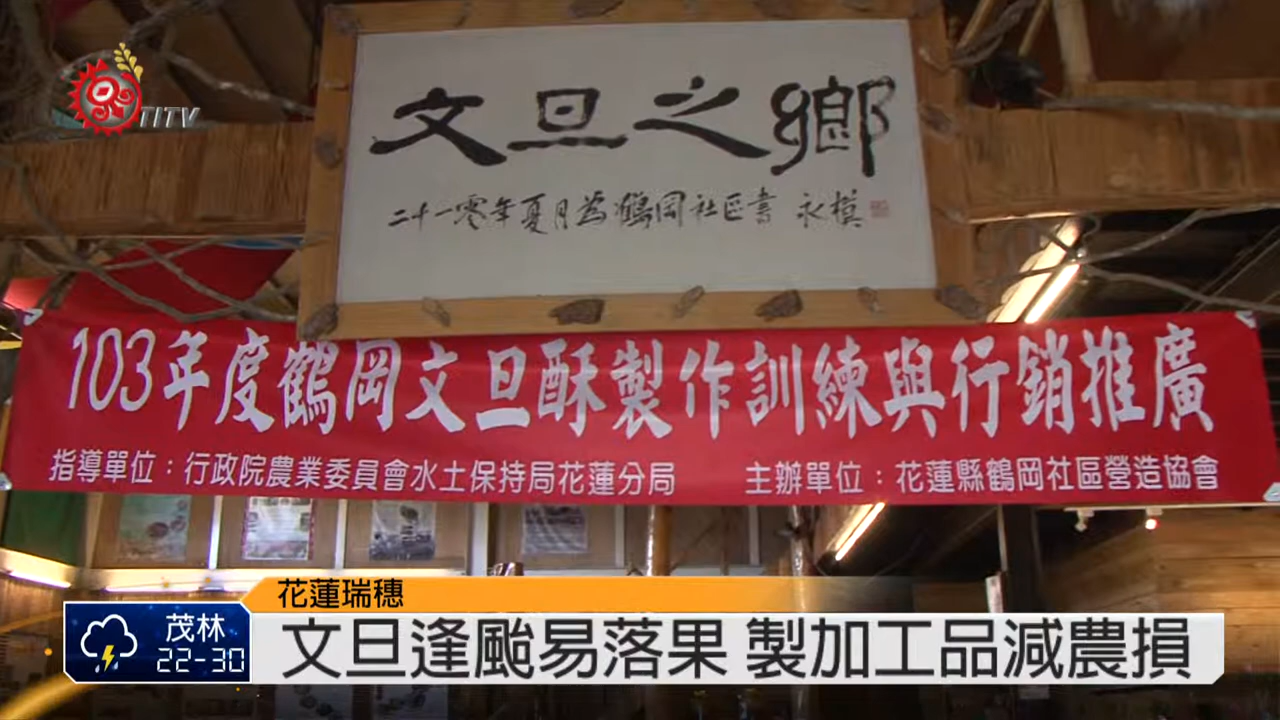 TITV
文旦之鄉
二十一零年夏月為鶴岡社區書 永模
103年度鶴岡文旦酥製作訓練與行銷推廣
指導單位：行政院農業委員會水土保持局花蓮分局 主辦單位：花蓮縣鶴岡社區營造協會
花蓮瑞穗
茂林
22-30
文旦逢颱易落果 製加工品減農損